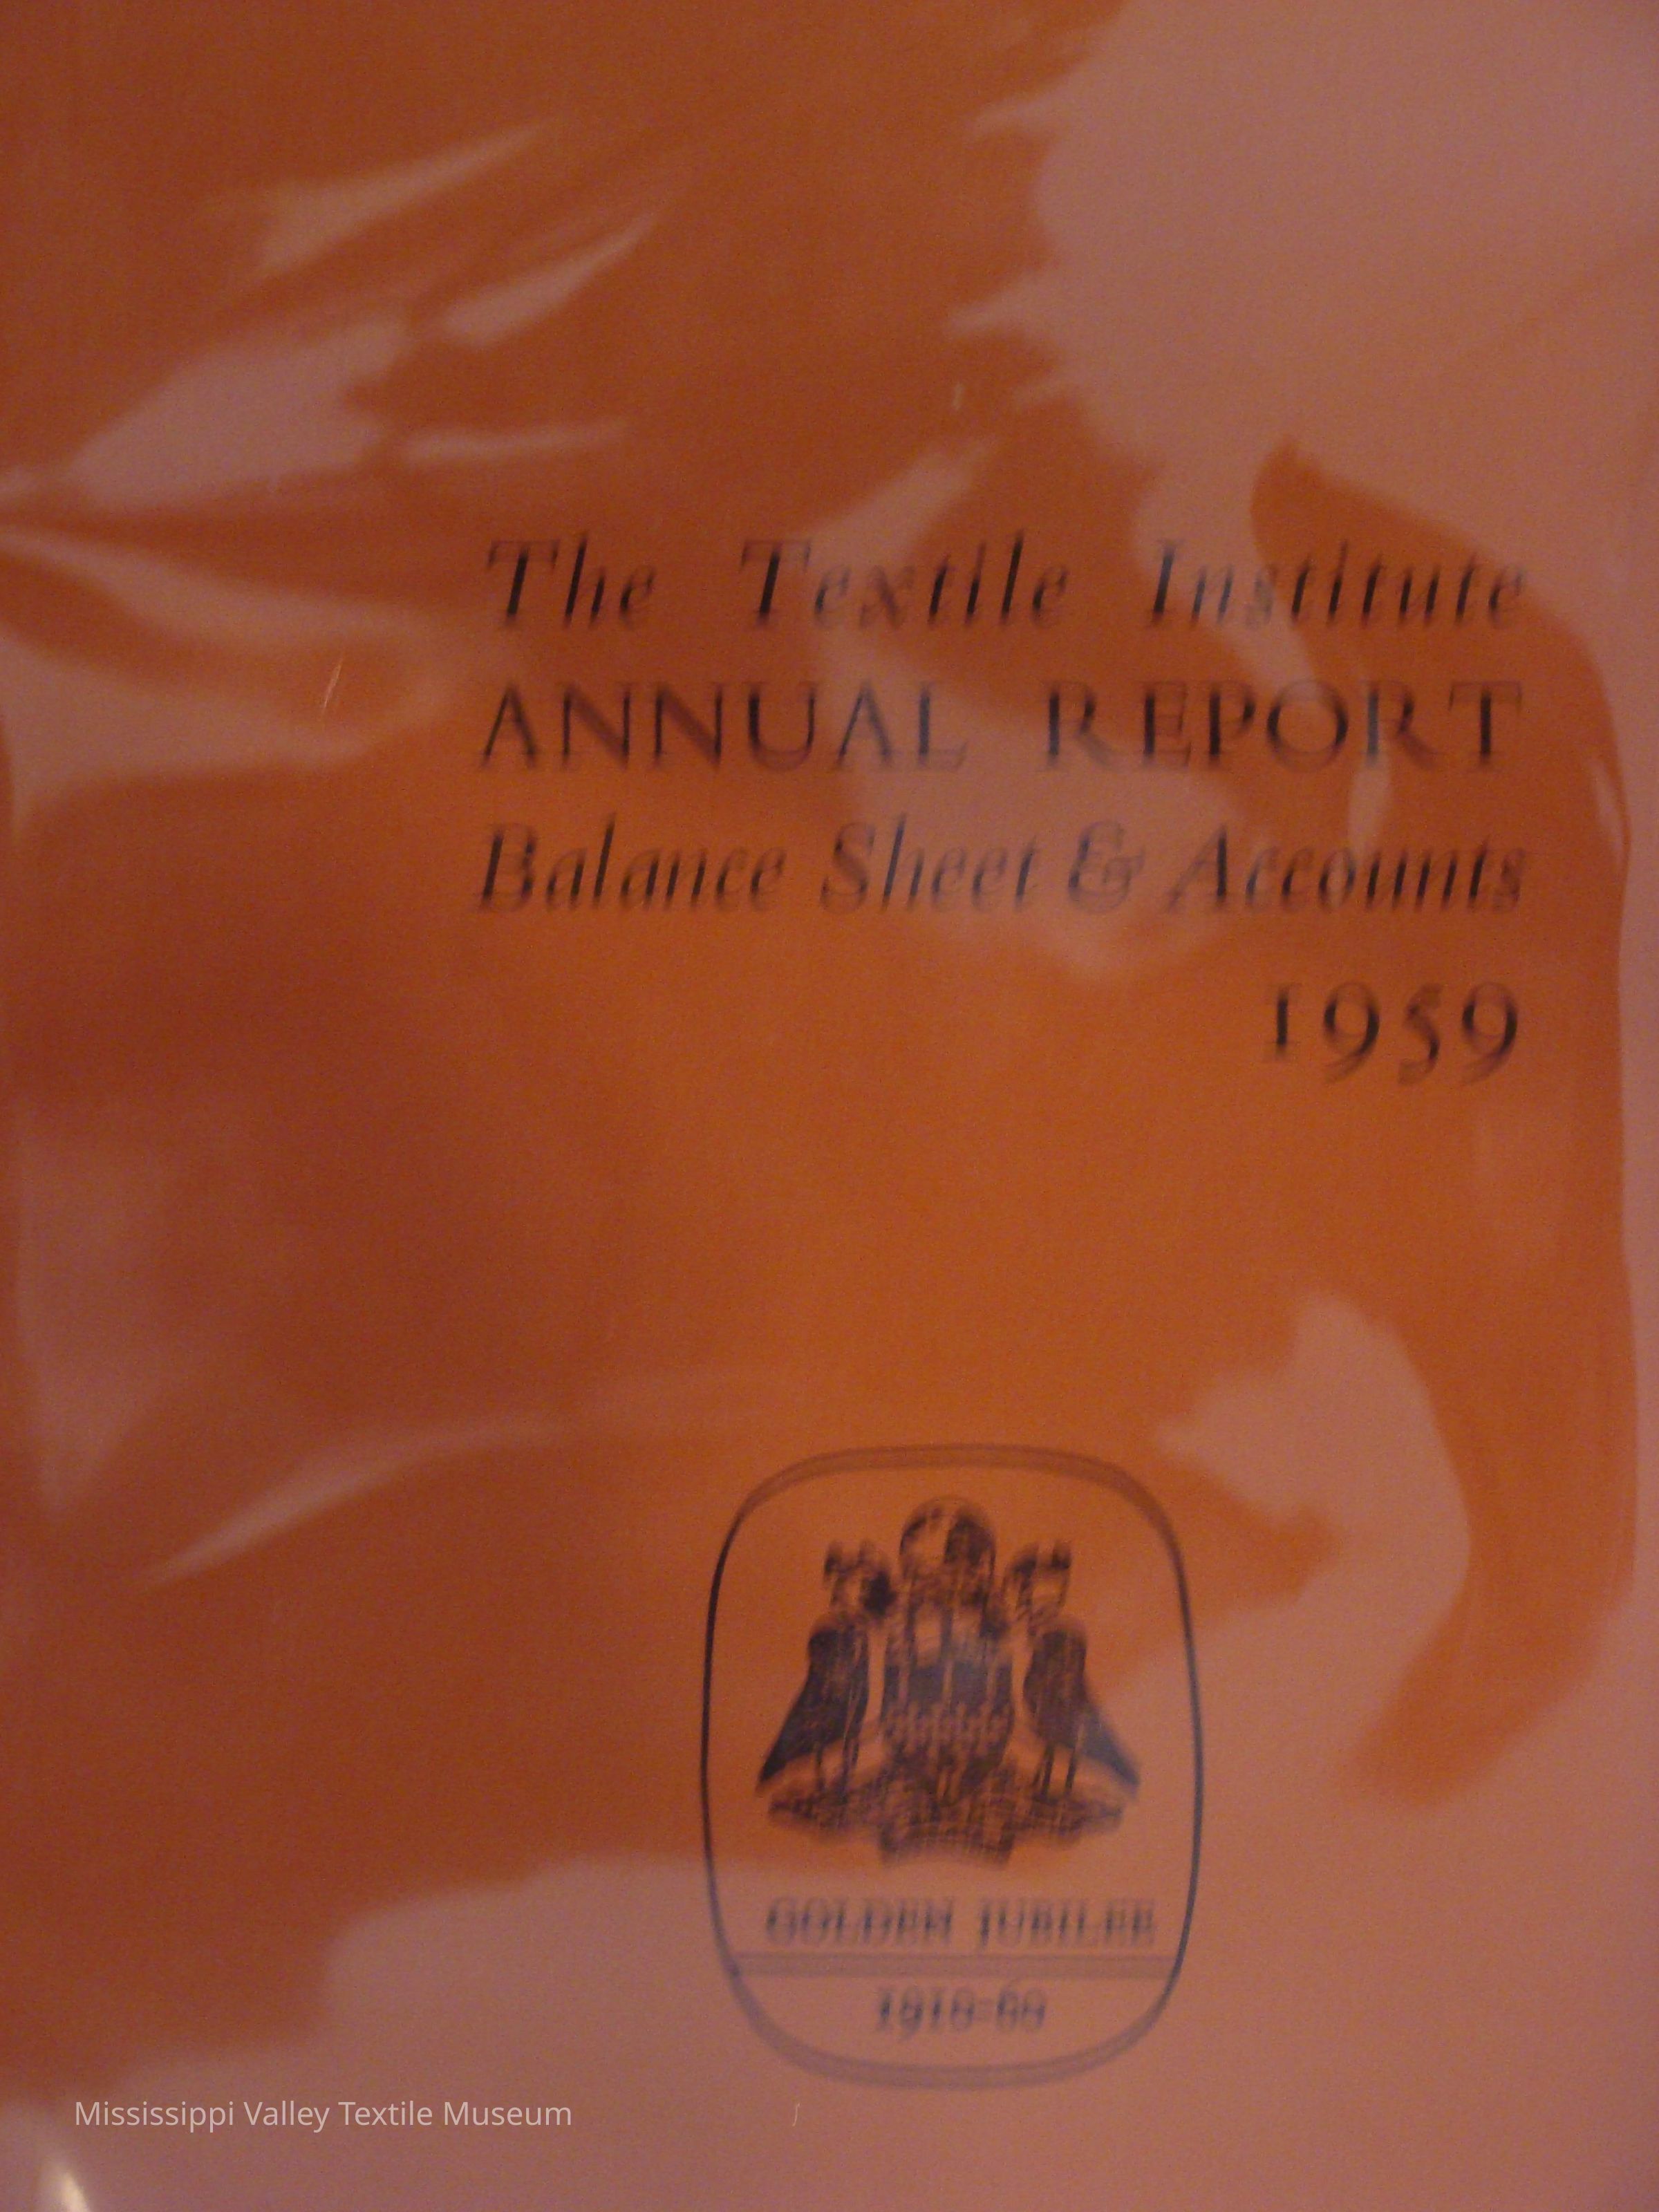 The Textile Institute
ANNUAL REPORT
Balance Sheet & Accounts
1959
GOLDEN JUBILEE
1910-60
Mississippi Valley Textile Museum